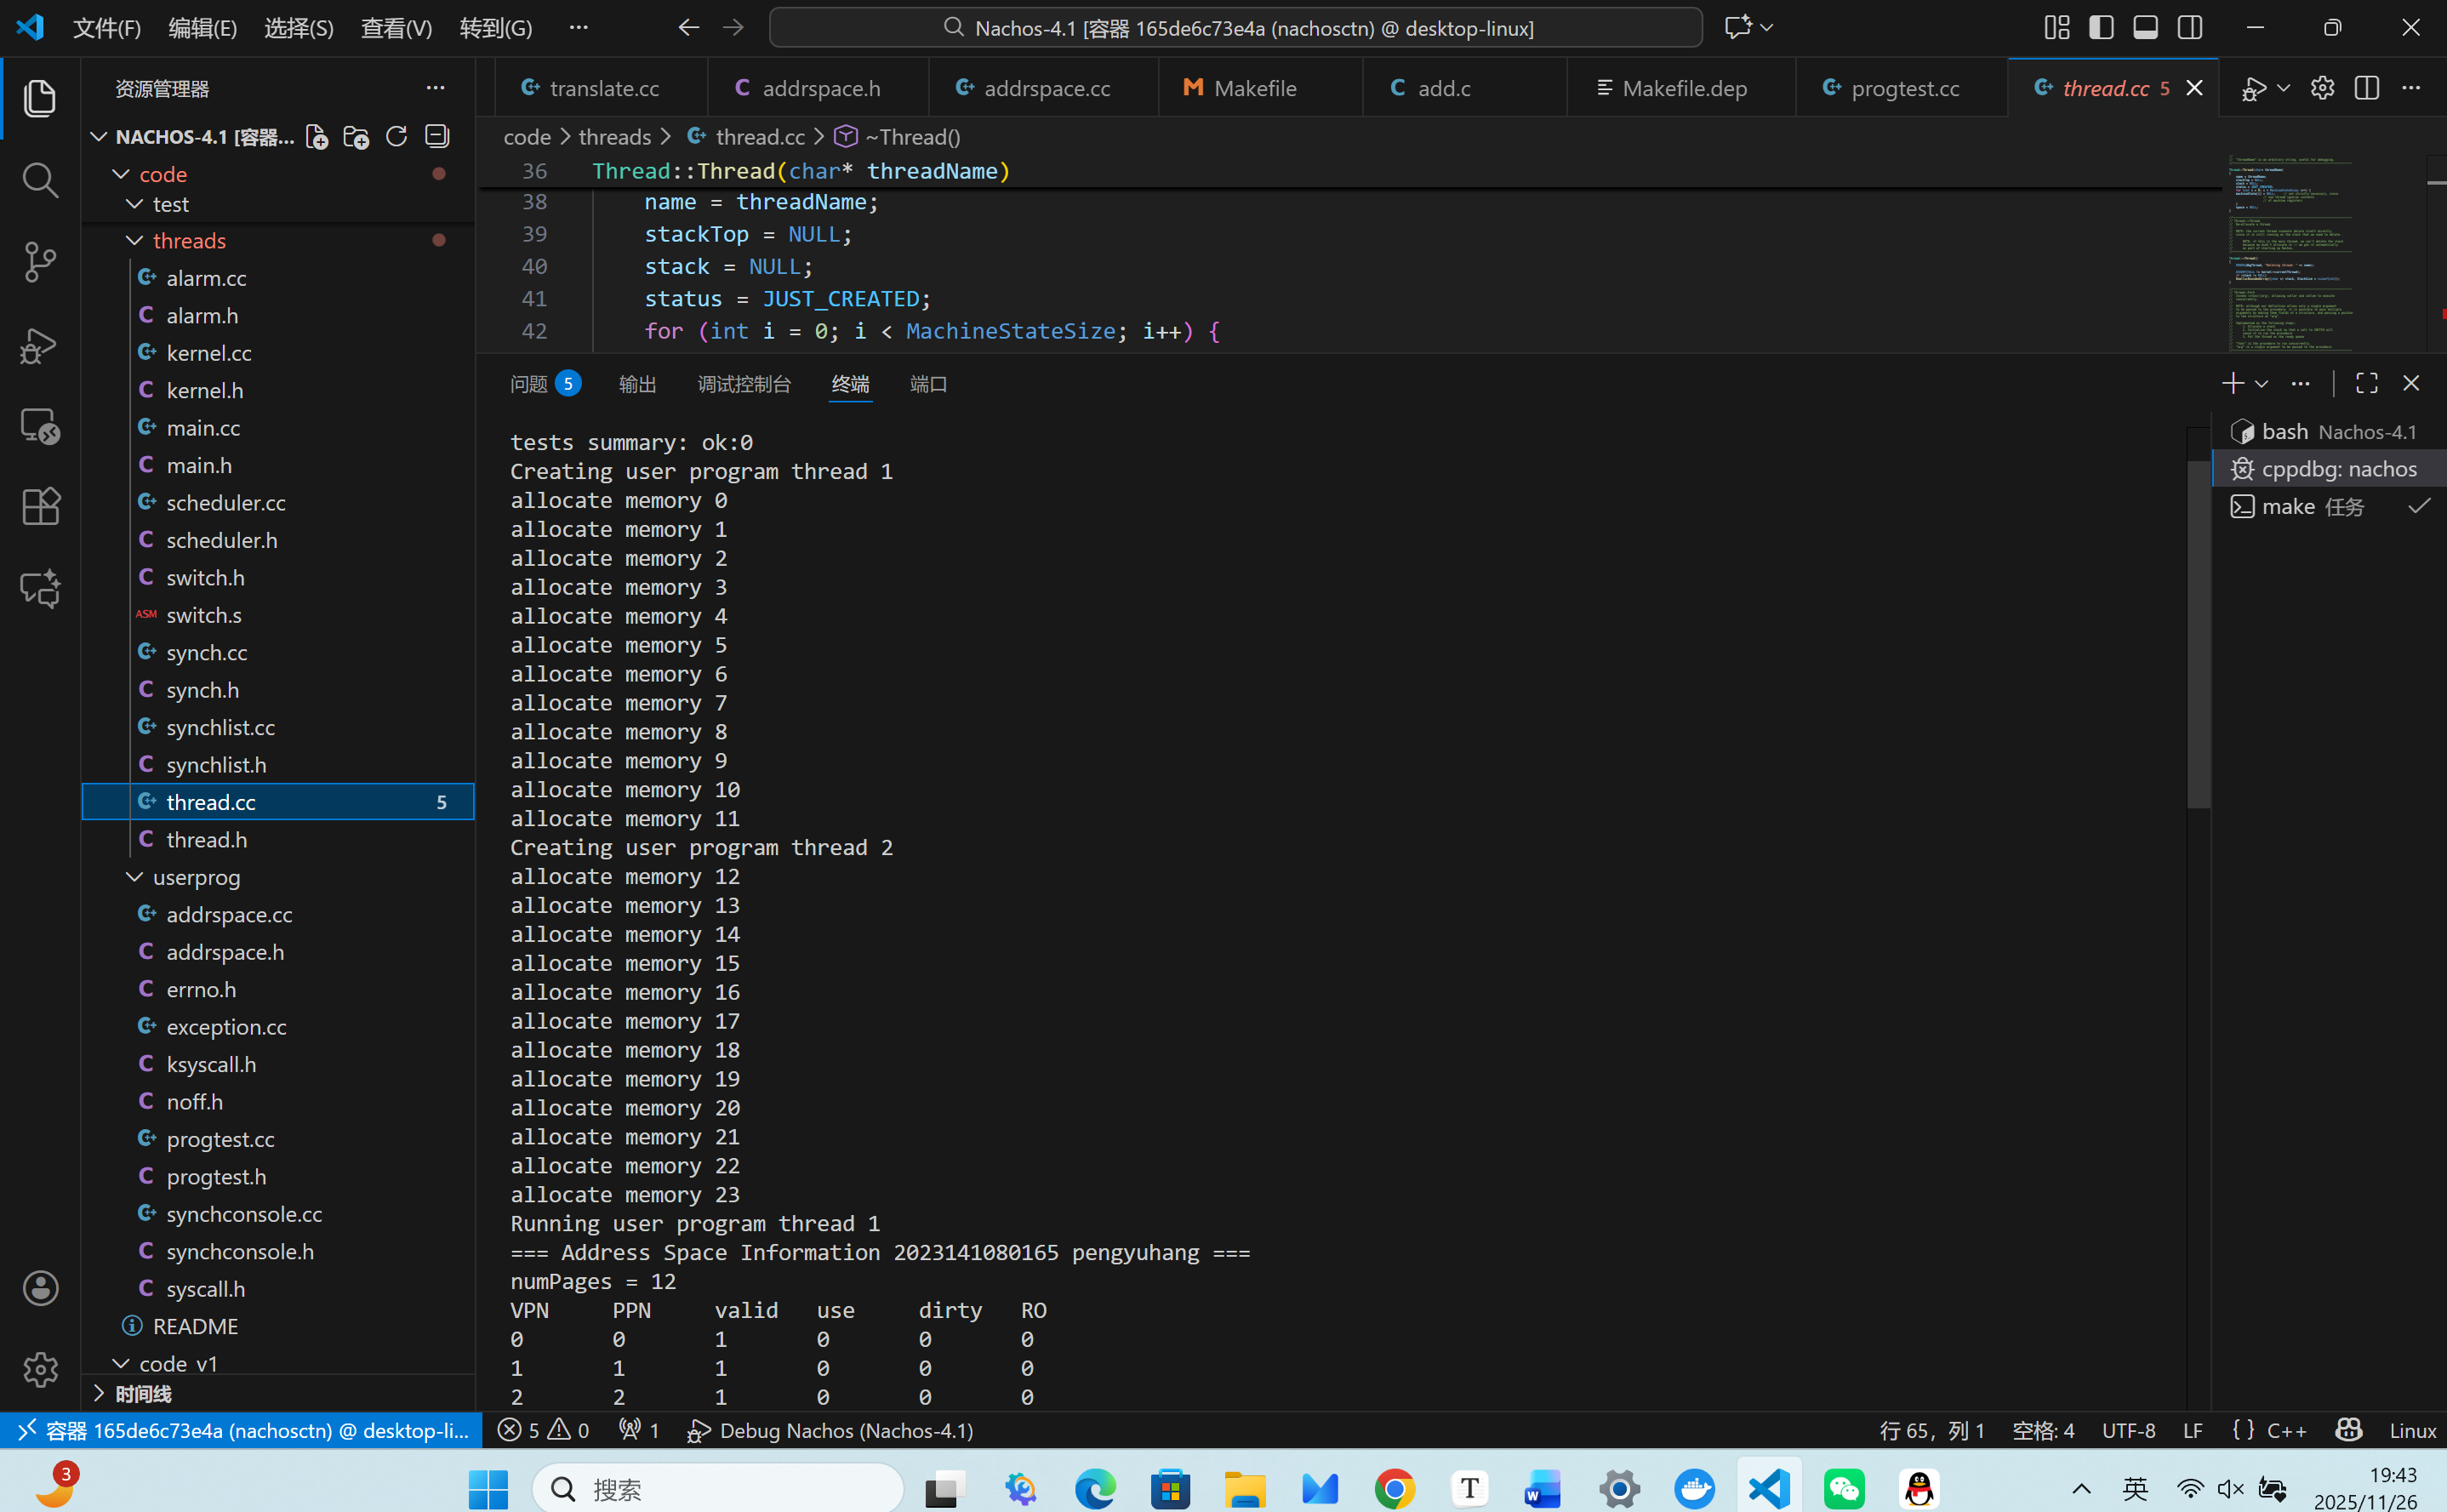 文件(F) 编辑(E) 选择(S) 查看(V) 转到(G) ···
Nachos-4.1 [容器 165de6c73e4a (nachosctn) @ desktop-linux]
资源管理器
NACHOS-4.1 [容器...
code
test
threads
alarm.cc
alarm.h
kernel.cc
kernel.h
main.cc
main.h
scheduler.cc
scheduler.h
switch.h
ASM switch.s
synch.cc
synch.h
synchlist.cc
synchlist.h
thread.cc 5
thread.h
userprog
addrspace.cc
addrspace.h
errno.h
exception.cc
ksyscall.h
noff.h
progtest.cc
progtest.h
synchconsole.cc
synchconsole.h
syscall.h
README
code v1
时间线
translate.cc
addrspace.h
addrspace.cc
Makefile
add.c
Makefile.dep
progtest.cc
thread.cc 5
code > threads > thread.cc > ~Thread()
36 Thread::Thread(char* threadName)
38 name = threadName;
39 stackTop = NULL;
40 stack = NULL;
41 status = JUST_CREATED;
42 for (int i = 0; i < MachineStateSize; i++) {
问题 5 输出 调试控制台 终端 端口
tests summary: ok:0
Creating user program thread 1
allocate memory 0
allocate memory 1
allocate memory 2
allocate memory 3
allocate memory 4
allocate memory 5
allocate memory 6
allocate memory 7
allocate memory 8
allocate memory 9
allocate memory 10
allocate memory 11
Creating user program thread 2
allocate memory 12
allocate memory 13
allocate memory 14
allocate memory 15
allocate memory 16
allocate memory 17
allocate memory 18
allocate memory 19
allocate memory 20
allocate memory 21
allocate memory 22
allocate memory 23
Running user program thread 1
=== Address Space Information 2023141080165 pengyuhang ===
numPages = 12
VPN PPN valid use dirty RO
0 0 1 0 0 0
1 1 1 0 0 0
2 2 1 0 0 0
bash Nachos-4.1
cppdbg: nachos
make 任务
容器 165de6c73e4a (nachosctn) @ desktop-li...
5 0
1
Debug Nachos (Nachos-4.1)
行 65，列 1 空格: 4 UTF-8 LF {} C++ Linux
3
搜索
英
19:43
2025/11/26